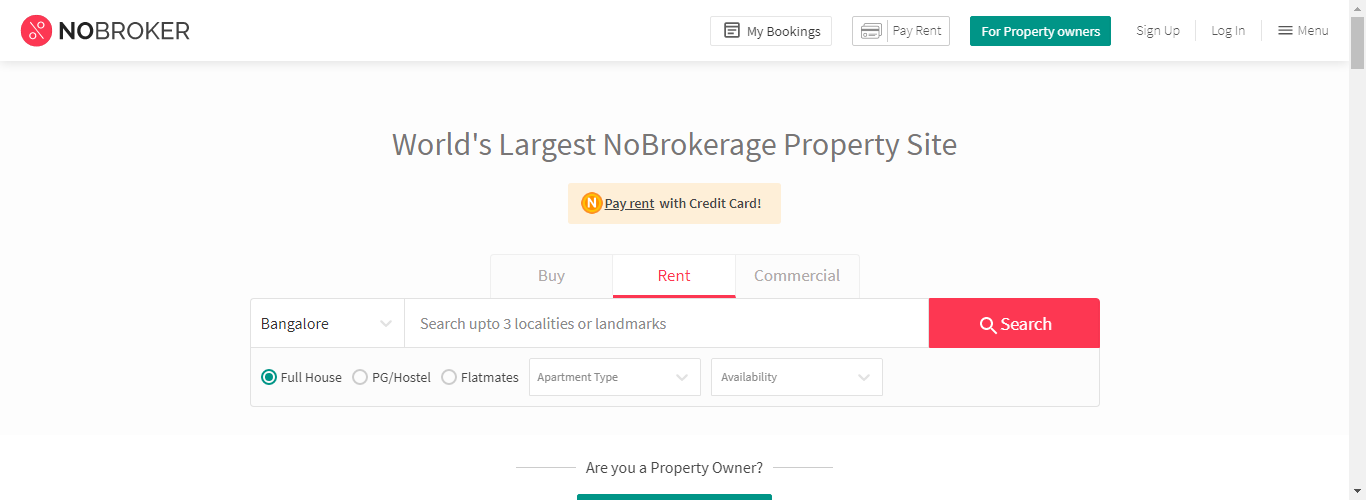 NOBROKER
My Bookings
Pay Rent
For Property owners
Sign Up
Log In
Menu
World's Largest NoBrokerage Property Site
N Pay rent with Credit Card!
Buy
Rent
Commercial
Bangalore
Search upto 3 localities or landmarks
Search
Full House
PG/Hostel
Flatmates
Apartment Type
Availability
Are you a Property Owner?